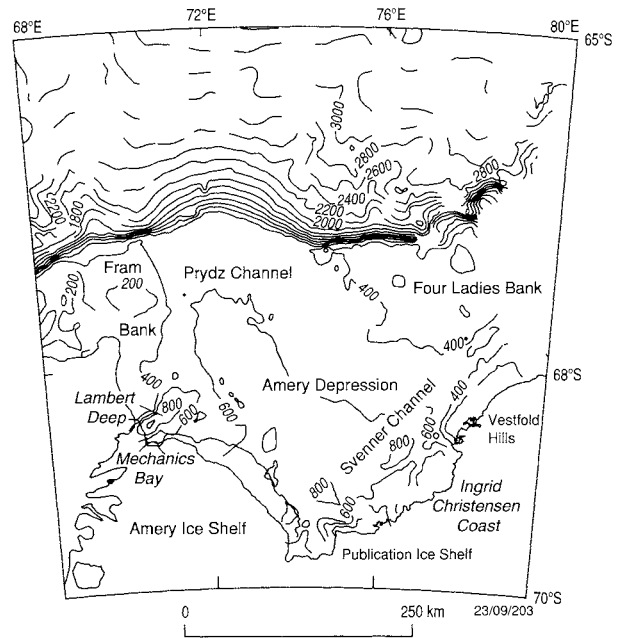 68°E
72°E
76°E
80°E
65°S
3000
2800
2600
2400
2200
2000
2800
2200
1800
200
Fram
200
Bank
Prydz Channel
400
Four Ladies Bank
400
68°S
400
400
Lambert
Deep
800
600
600
Amery Depression
Svenner Channel
800
600
Vestfold
Hills
Mechanics
Bay
800
600
Ingrid
Christensen
Coast
Amery Ice Shelf
Publication Ice Shelf
70°S
0
250 km
23/09/203